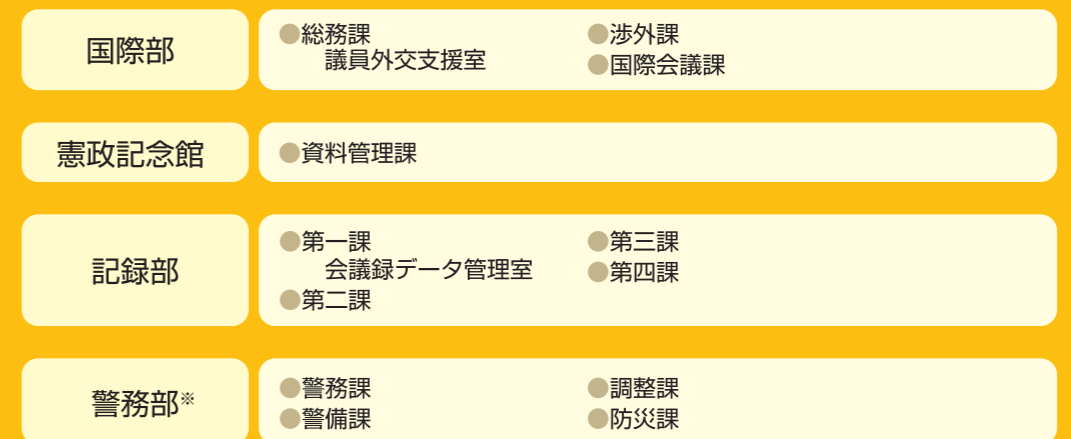 国際部
●総務課
議員外交支援室
●渉外課
●国際会議課
憲政記念館
●資料管理課
記録部
●第一課
会議録データ管理室
●第二課
●第三課
●第四課
警務部※
●警務課
●警備課
●調整課
●防災課